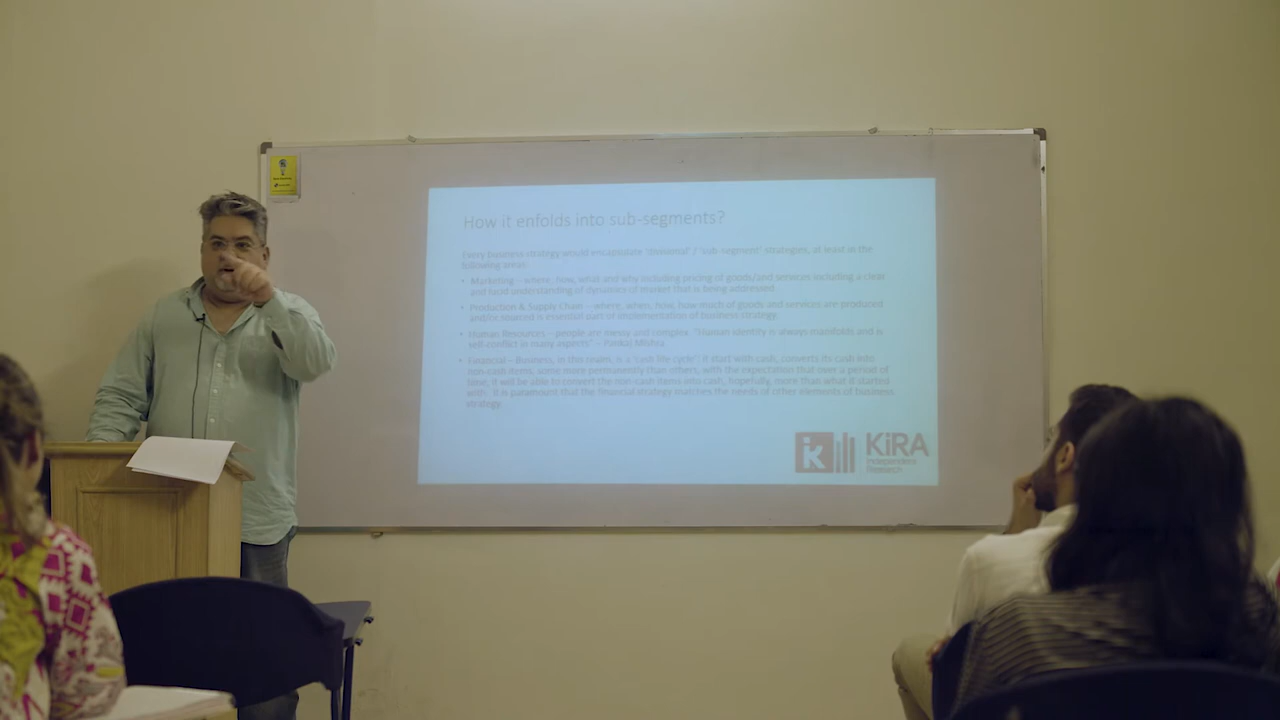 How it enfolds into sub-segments?
Every business strategy would encapsulate 'divisional' / 'sub-segment' strategies, at least in the
following areas:
• Marketing – where, how, what and why including pricing of goods/and services including a clear
and lucid understanding of dynamics of market that is being addressed
• Production & Supply Chain – where, when, how, how much of goods and services are produced
and/or sourced is essential part of implementation of business strategy.
• Human Resources – people are messy and complex. "Human identity is always manifolds and is
self-conflict in many aspects" – Pankaj Mishra
• Financial – Business, in this realm, is a 'cash life cycle'; it start with cash, converts its cash into
non-cash items, some more permanently than others, with the expectation that over a period of
time, it will be able to convert the non-cash items into cash, hopefully, more than what it started
with. It is paramount that the financial strategy matches the needs of other elements of business
strategy
ik KiRA
Independent
Research